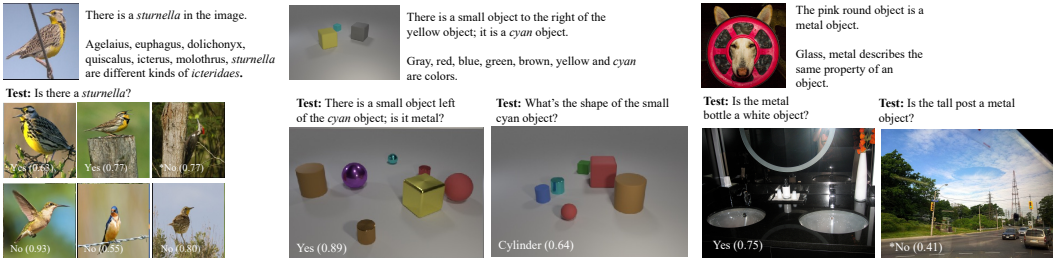 There is a sturnella in the image.
Agelaius, euphagus, dolichonyx,
quiscalus, icterus, molothrus, sturnella
are different kinds of icteridaes.
Test: Is there a sturnella?
*Yes (0.63)
Yes (0.77)
*No (0.77)
No (0.93)
No (0.55)
No (0.80)
There is a small object to the right of the
yellow object; it is a cyan object.
Gray, red, blue, green, brown, yellow and cyan
are colors.
Test: There is a small object left
of the cyan object; is it metal?
Yes (0.89)
Test: What's the shape of the small
cyan object?
Cylinder (0.64)
The pink round object is a
metal object.
Glass, metal describes the
same property of an
object.
Test: Is the metal
bottle a white object?
Yes (0.75)
Test: Is the tall post a metal
object?
*No (0.41)